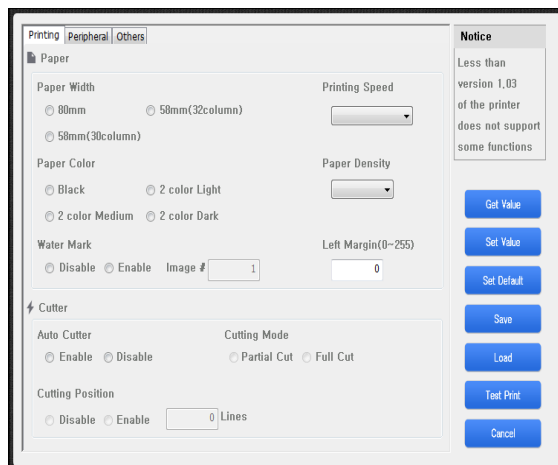 Printing Peripheral Others
Paper
Paper Width
80mm 58mm(32column)
58mm(30column)
Printing Speed
Paper Color
Black 2 color Light
2 color Medium 2 color Dark
Paper Density
Water Mark
Disable Enable Image # 1
Left Margin(0~255)
0
Cutter
Auto Cutter
Enable Disable
Cutting Mode
Partial Cut Full Cut
Cutting Position
Disable Enable 0 Lines
Notice
Less than
version 1.03
of the printer
does not support
some functions
Get Value
Set Value
Set Default
Save
Load
Test Print
Cancel